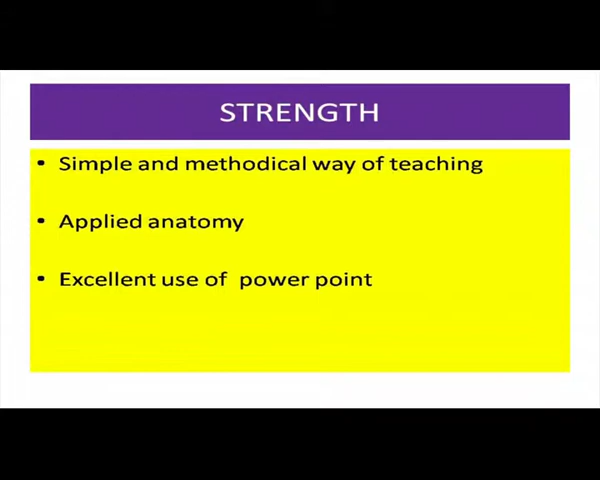 STRENGTH
• Simple and methodical way of teaching
• Applied anatomy
• Excellent use of  power point